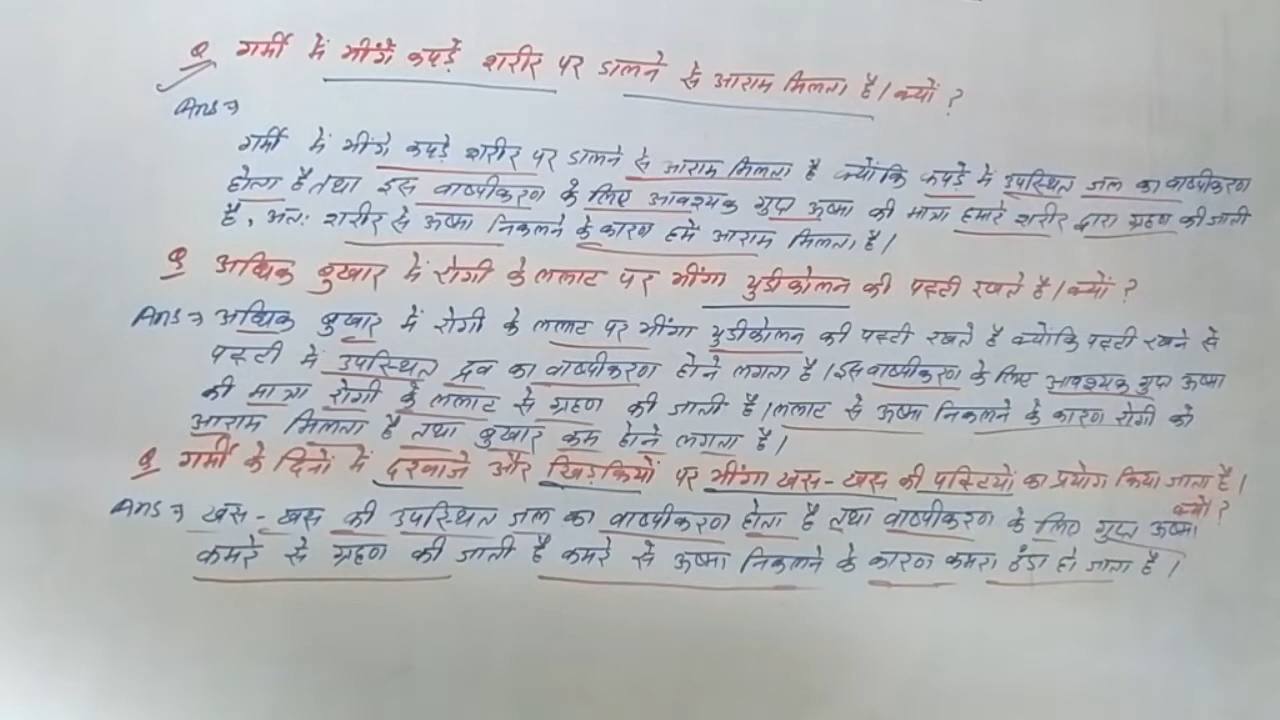 Q गर्मी में भींगे कपड़े शरीर पर डालने से आराम मिलता है। क्यों ?
Ans →
गर्मी में भींगे कपड़े शरीर पर डालने से आराम मिलता है क्योंकि कपड़े में उपस्थित जल का वाष्पीकरण
होता है तथा इस वाष्पीकरण के लिए आवश्यक गुप्त ऊष्मा की मात्रा हमारे शरीर द्वारा ग्रहण की जाती
है, अतः शरीर से ऊष्मा निकलने के कारण हमें आराम मिलता है।
Q अधिक बुखार में रोगी के ललाट पर भींगा युडीकोलन की पट्टी रखते है। क्यों ?
Ans → अधिक बुखार में रोगी के ललाट पर भींगा युडीकोलन की पट्टी रखते है क्योंकि पट्टी रखने से
पट्टी में उपस्थित द्रव का वाष्पीकरण होने लगता है। इस वाष्पीकरण के लिए आवश्यक गुप्त ऊष्मा
की मात्रा रोगी के ललाट से ग्रहण की जाती है। ललाट से ऊष्मा निकलने के कारण रोगी को
आराम मिलता है तथा बुखार कम होने लगता है।
Q गर्मी के दिनों में दरवाजे और खिड़कियों पर भींगा खस-खस की पट्टियों का प्रयोग किया जाता है।
क्यों ?
Ans → खस-खस की उपस्थित जल का वाष्पीकरण होता है तथा वाष्पीकरण के लिए गुप्त ऊष्मा
कमरे से ग्रहण की जाती है कमरे से ऊष्मा निकलने के कारण कमरा ठंडा हो जाता है।